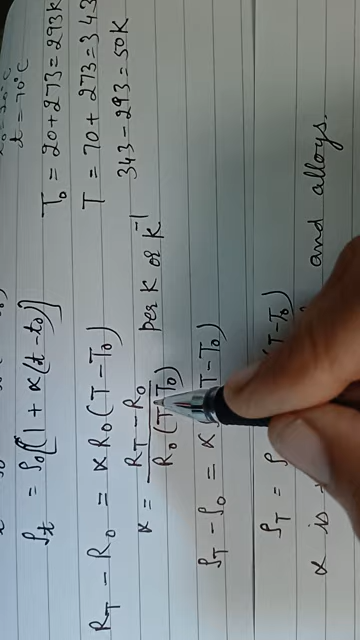 t = 70°C
ρt = ρ0[1 + α(t - t0)] T0 = 20 + 273 = 293K
RT - R0 = αR0(T - T0) T = 70 + 273 = 343
343 - 293 = 50K
α = RT - R0 / R0(T - T0) per K or K⁻¹
ρT - ρ0 = α T - T0)
ρT = ρ (T - T0)
α is and alloys.